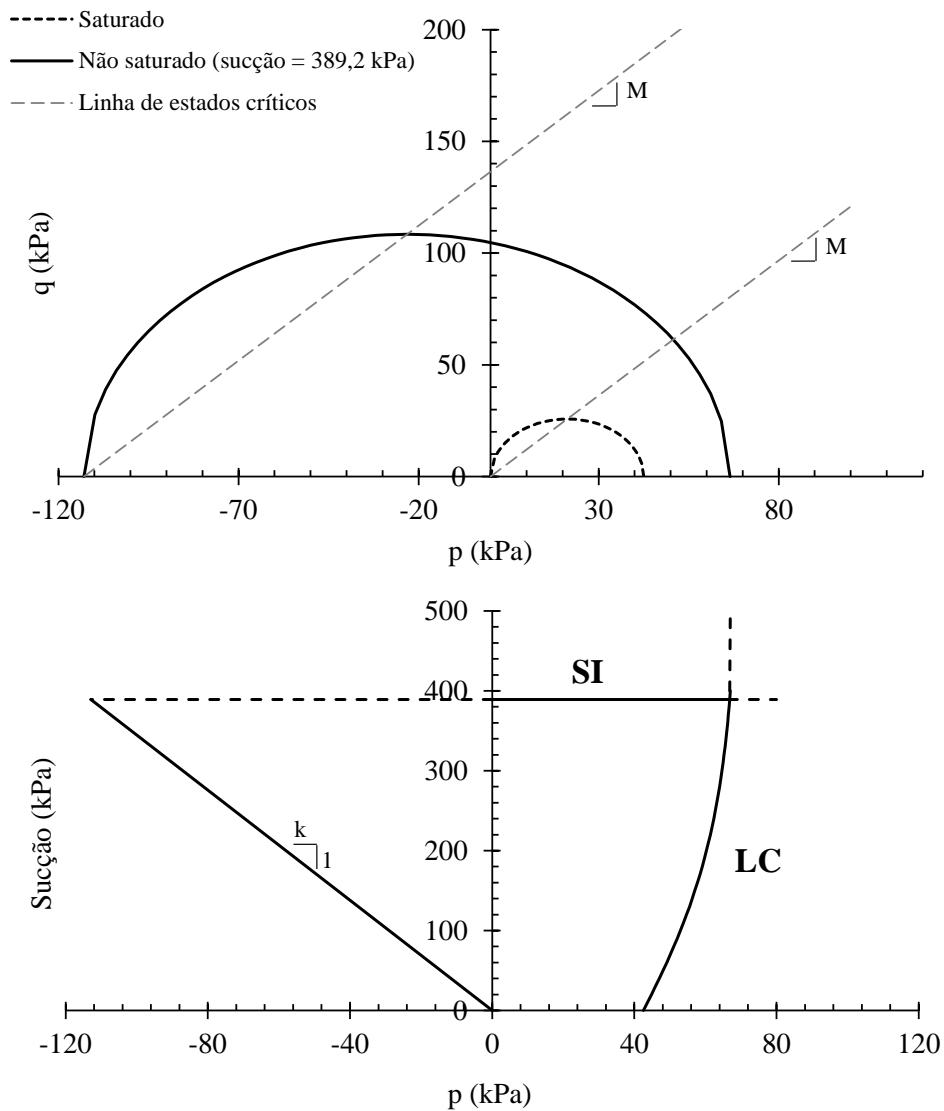 Saturado
Não saturado (sucção = 389,2 kPa)
Linha de estados críticos
200
150
100
50
0
M
M
q (kPa)
-120 -70 -20 30 80
p (kPa)
500
400
300
200
100
0
SI
LC
k
1
Sucção (kPa)
-120 -80 -40 0 40 80 120
p (kPa)